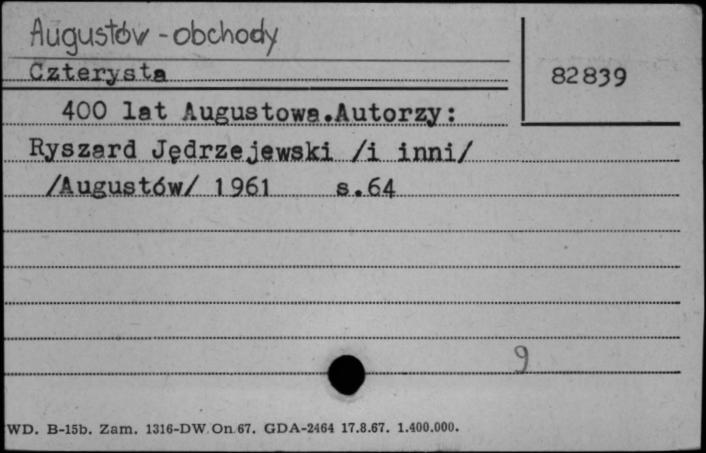 Augustów - obchody
Czterysta
82839
400 lat Augustowa.Autorzy:
Ryszard Jędrzejewski /i inni/
/Augustów/ 1961 s.64
9
WD. B-15b. Zam. 1316-DW.On.67. GDA-2464 17.8.67. 1.400.000.